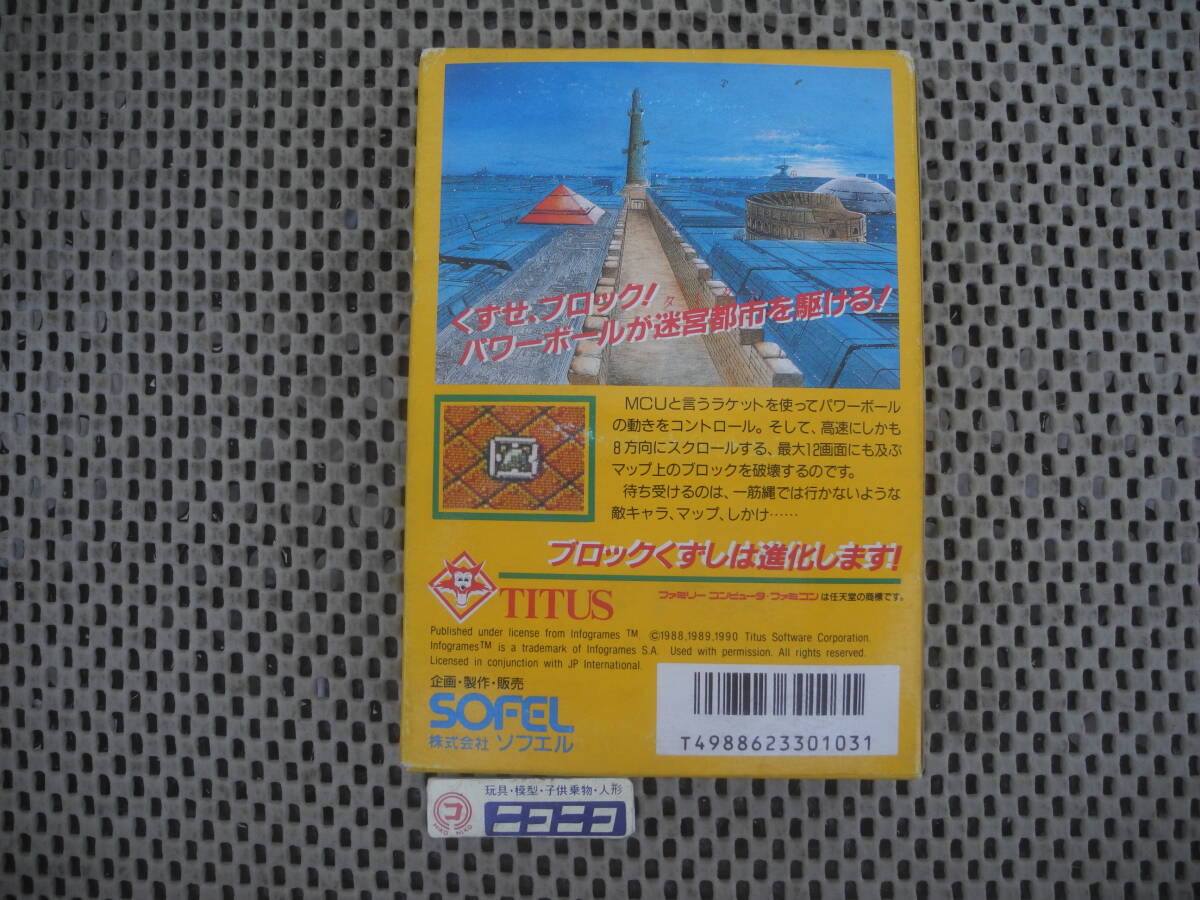 くずせ、ブロック!
パワーボールが迷宮都市を駆ける!
MCUと言うラケットを使ってパワーボール
の動きをコントロール。そして、高速にしかも
8方向にスクロールする、最大12画面にも及ぶ
マップ上のブロックを破壊するのです。
待ち受けるのは、一筋縄では行かないような
敵キャラ、マップ、しかけ……
ブロックくずしは進化します!
TITUS
ファミリーコンピュータ・ファミコンは任天堂の商標です。
Published under license from Infogrames ™ ©1988,1989,1990 Titus Software Corporation.
Infogrames™ is a trademark of Infogrames S.A. Used with permission. All rights reserved.
Licensed in conjunction with JP International.
企画・製作・販売
SOFEL
株式会社 ソフエル
T4988623301031
玩具・模型・子供乗物・人形
コ
NIKO NIKO
ニコニコ